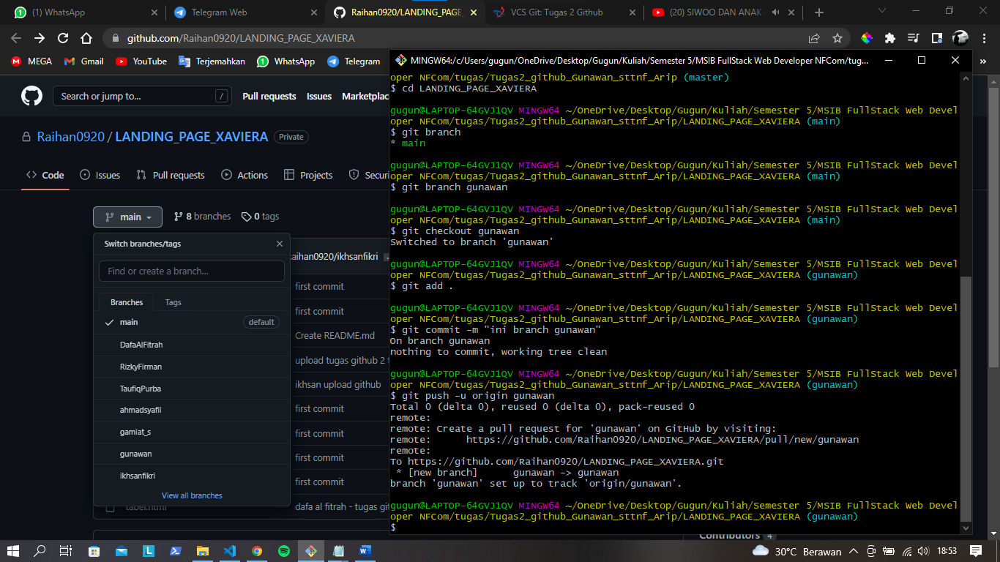 (1) WhatsApp
Telegram Web
Raihan0920/LANDING_PAGE_
VCS Git: Tugas 2 Github
(20) SIWOO DAN ANAK
github.com/Raihan0920/LANDING_PAGE_XAVIERA
MEGA
Gmail
YouTube
Terjemahkan
WhatsApp
Telegram
»
Search or jump to...
/
Pull requests
Issues
Marketplac
Raihan0920 / LANDING_PAGE_XAVIERA
Private
Code
Issues
Pull requests
Actions
Projects
Securi
main
8 branches
0 tags
Switch branches/tags
Find or create a branch...
Branches
Tags
main
default
DafaAlFitrah
RizkyFirman
TaufiqPurba
ahmadsyafii
gamiat_s
gunawan
ikhsanfikri
View all branches
aihan0920/ikhsanfikri
first commit
first commit
Create README.md
upload tugas github 2
ikhsan upload github
first commit
first commit
first commit
first commit
tabel.html
dafa al fitrah - tugas git
Contributors 4
MINGW64:/c/Users/gugun/OneDrive/Desktop/Gugun/Kuliah/Semester 5/MSIB FullStack Web Developer NFCom/tug...
oper NFCom/tugas/Tugas2_github_Gunawan_sttnf_Arip (master)
$ cd LANDING_PAGE_XAVIERA
gugun@LAPTOP-64GVJ1QV MINGW64 ~/OneDrive/Desktop/Gugun/Kuliah/Semester 5/MSIB FullStack Web Devel
oper NFCom/tugas/Tugas2_github_Gunawan_sttnf_Arip/LANDING_PAGE_XAVIERA (main)
$ git branch
* main
gugun@LAPTOP-64GVJ1QV MINGW64 ~/OneDrive/Desktop/Gugun/Kuliah/Semester 5/MSIB FullStack Web Devel
oper NFCom/tugas/Tugas2_github_Gunawan_sttnf_Arip/LANDING_PAGE_XAVIERA (main)
$ git branch gunawan
gugun@LAPTOP-64GVJ1QV MINGW64 ~/OneDrive/Desktop/Gugun/Kuliah/Semester 5/MSIB FullStack Web Devel
oper NFCom/tugas/Tugas2_github_Gunawan_sttnf_Arip/LANDING_PAGE_XAVIERA (main)
$ git checkout gunawan
Switched to branch 'gunawan'
gugun@LAPTOP-64GVJ1QV MINGW64 ~/OneDrive/Desktop/Gugun/Kuliah/Semester 5/MSIB FullStack Web Devel
oper NFCom/tugas/Tugas2_github_Gunawan_sttnf_Arip/LANDING_PAGE_XAVIERA (gunawan)
$ git add .
gugun@LAPTOP-64GVJ1QV MINGW64 ~/OneDrive/Desktop/Gugun/Kuliah/Semester 5/MSIB FullStack Web Devel
oper NFCom/tugas/Tugas2_github_Gunawan_sttnf_Arip/LANDING_PAGE_XAVIERA (gunawan)
$ git commit -m "ini branch gunawan"
On branch gunawan
nothing to commit, working tree clean
gugun@LAPTOP-64GVJ1QV MINGW64 ~/OneDrive/Desktop/Gugun/Kuliah/Semester 5/MSIB FullStack Web Devel
oper NFCom/tugas/Tugas2_github_Gunawan_sttnf_Arip/LANDING_PAGE_XAVIERA (gunawan)
$ git push -u origin gunawan
Total 0 (delta 0), reused 0 (delta 0), pack-reused 0
remote:
remote: Create a pull request for 'gunawan' on GitHub by visiting:
remote:      https://github.com/Raihan0920/LANDING_PAGE_XAVIERA/pull/new/gunawan
remote:
To https://github.com/Raihan0920/LANDING_PAGE_XAVIERA.git
 * [new branch]      gunawan -> gunawan
branch 'gunawan' set up to track 'origin/gunawan'.
gugun@LAPTOP-64GVJ1QV MINGW64 ~/OneDrive/Desktop/Gugun/Kuliah/Semester 5/MSIB FullStack Web Devel
oper NFCom/tugas/Tugas2_github_Gunawan_sttnf_Arip/LANDING_PAGE_XAVIERA (gunawan)
$
30°C Berawan
18:53